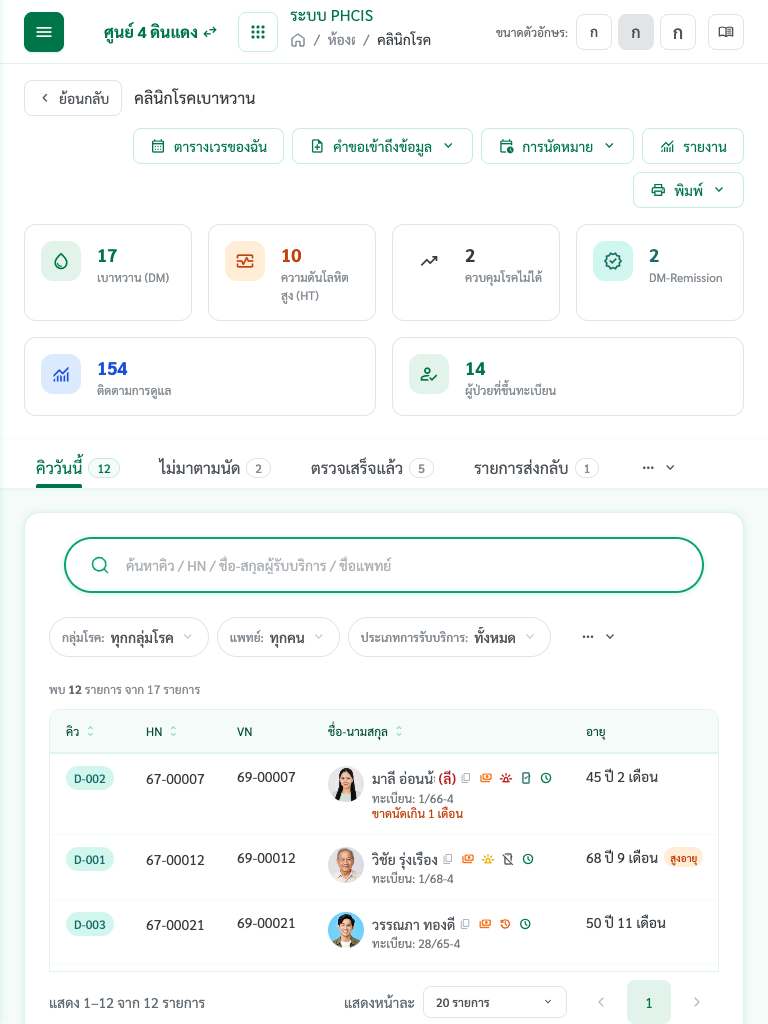 ศูนย์ 4 ดินแดง
ระบบ PHCIS
/ ห้อง / คลินิกโรค
ขนาดตัวอักษร: ก ก ก
ย้อนกลับ คลินิกโรคเบาหวาน
ตารางเวรของฉัน คำขอเข้าถึงข้อมูล การนัดหมาย รายงาน
พิมพ์
17
เบาหวาน (DM)
10
ความดันโลหิต
สูง (HT)
2
ควบคุมโรคไม่ได้
2
DM-Remission
154
ติดตามการดูแล
14
ผู้ป่วยที่ขึ้นทะเบียน
คิววันนี้ 12 ไม่มาตามนัด 2 ตรวจเสร็จแล้ว 5 รายการส่งกลับ 1 ...
ค้นหาคิว / HN / ชื่อ-สกุลผู้รับบริการ / ชื่อแพทย์
กลุ่มโรค: ทุกกลุ่มโรค แพทย์: ทุกคน ประเภทการรับบริการ: ทั้งหมด ...
พบ 12 รายการ จาก 17 รายการ
คิว HN VN ชื่อ-นามสกุล อายุ
D-002 67-00007 69-00007 มาลี อ่อนน้ (ลี) 45 ปี 2 เดือน
ทะเบียน: 1/66-4
ขาดนัดเกิน 1 เดือน
D-001 67-00012 69-00012 วิชัย รุ่งเรือง 68 ปี 9 เดือน สูงอายุ
ทะเบียน: 1/68-4
D-003 67-00021 69-00021 วรรณภา ทองดี 50 ปี 11 เดือน
ทะเบียน: 28/65-4
แสดง 1–12 จาก 12 รายการ แสดงหน้าละ 20 รายการ 1